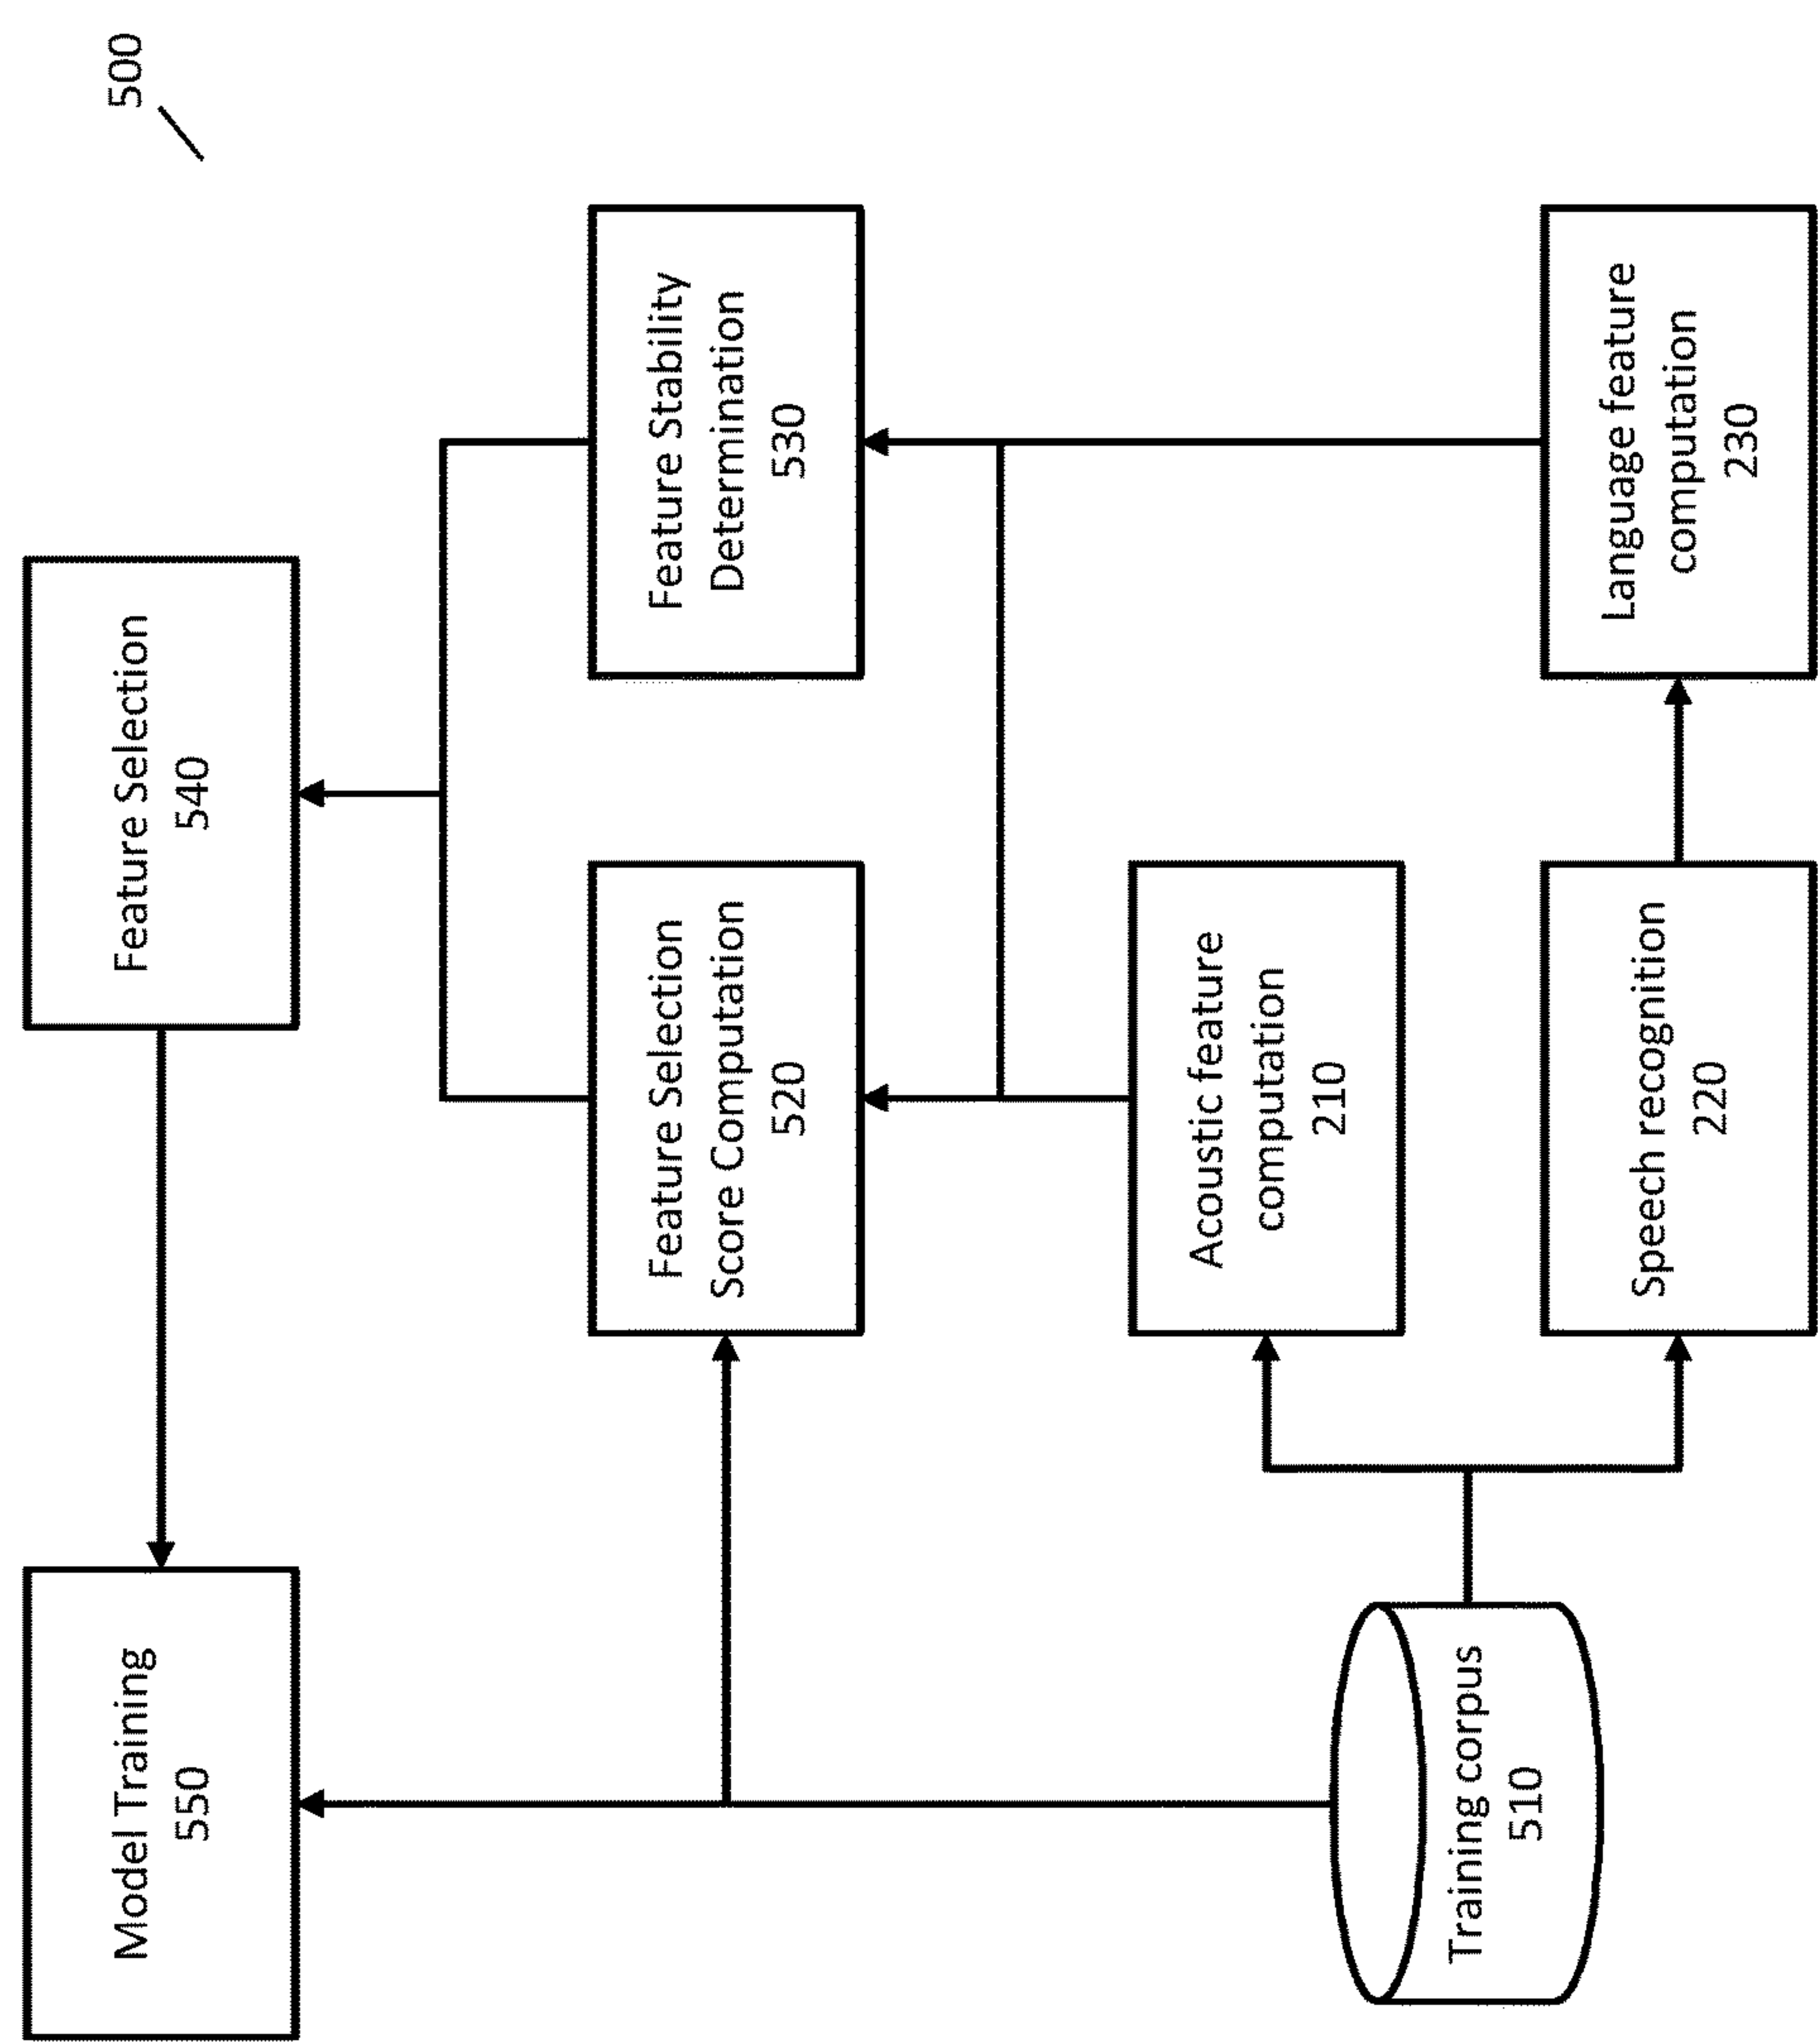 500
Model Training
550
Feature Selection
540
Feature Selection
Score Computation
520
Feature Stability
Determination
530
Acoustic feature
computation
210
Training corpus
510
Speech recognition
220
Language feature
computation
230